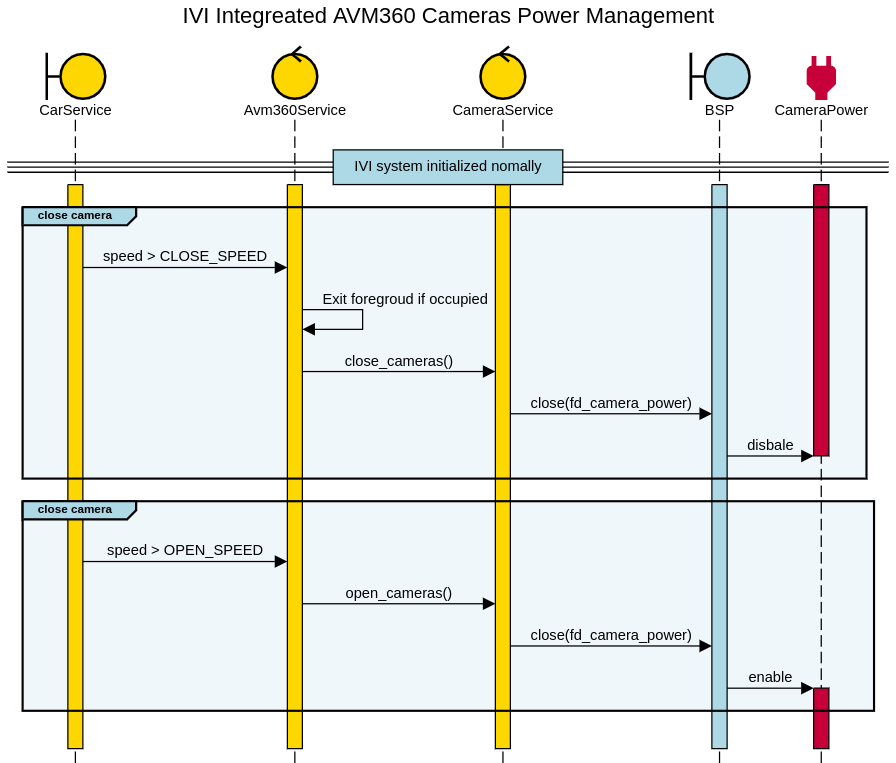 IVI Integreated AVM360 Cameras Power Management
CarService
Avm360Service
CameraService
BSP
CameraPower
IVI system initialized nomally
close camera
speed > CLOSE_SPEED
Exit foregroud if occupied
close_cameras()
close(fd_camera_power)
disbale
close camera
speed > OPEN_SPEED
open_cameras()
close(fd_camera_power)
enable